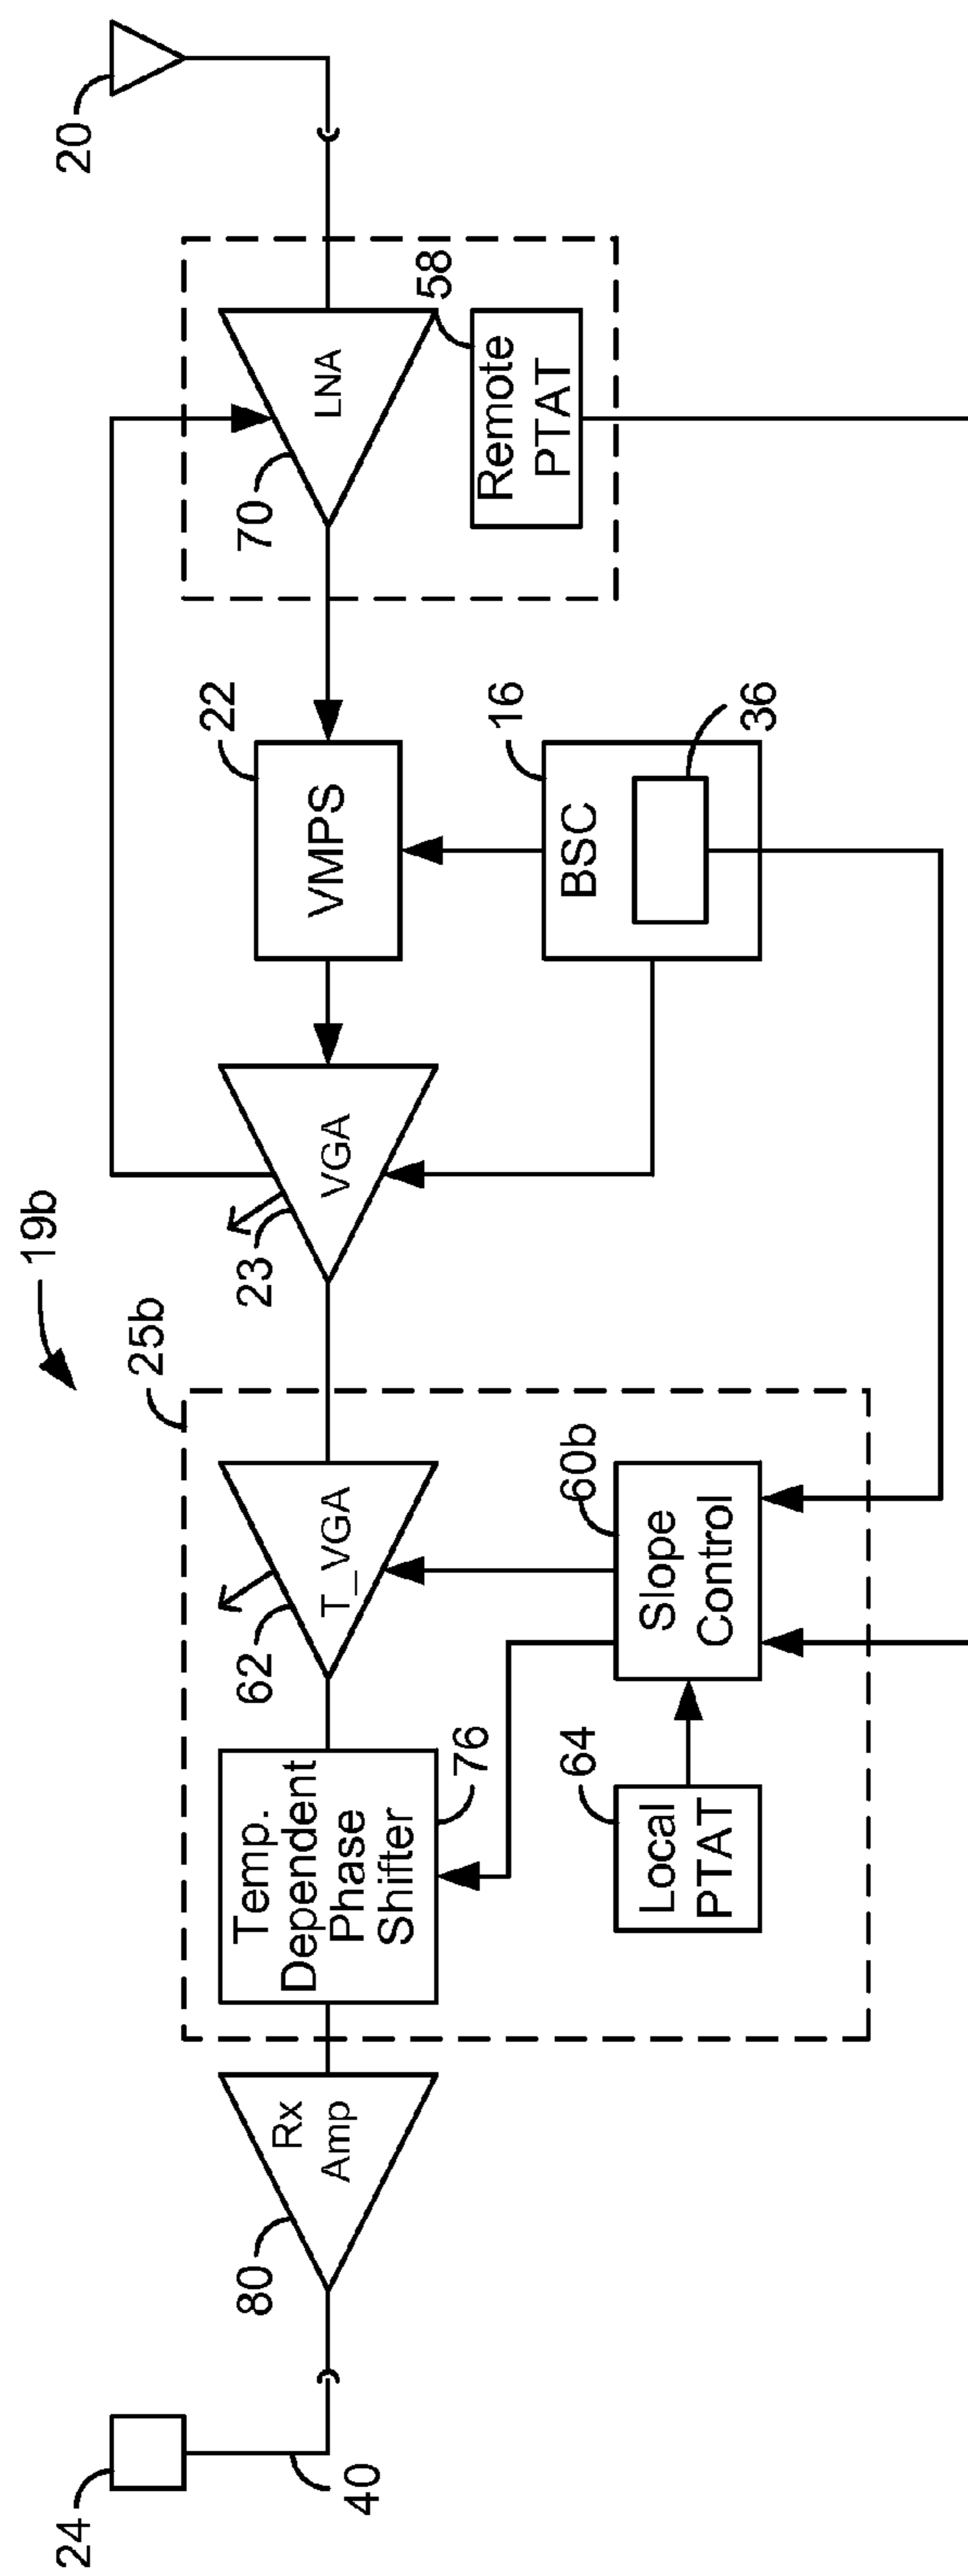 19b
20
58
LNA
70
Remote
PTAT
22
VMPS
16
BSC
36
VGA
23
25b
T_VGA
62
60b
Slope
Control
Temp.
Dependent
Phase
Shifter
76
64
Local
PTAT
Rx
Amp
80
24
40